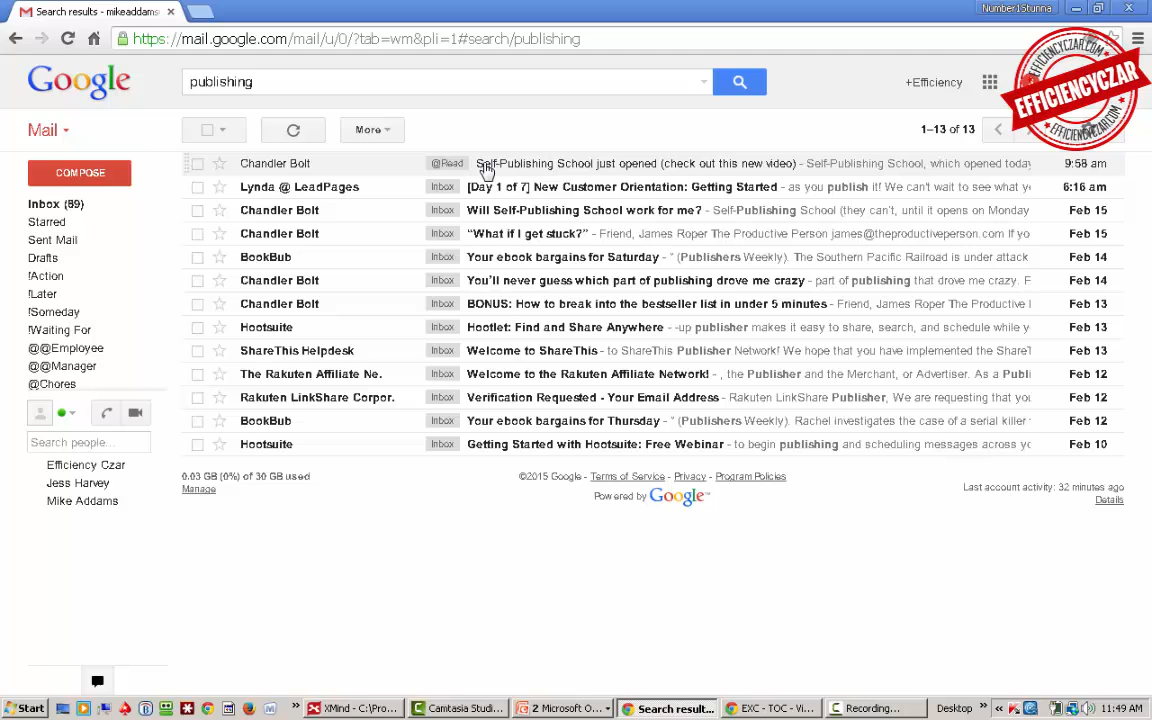 Search results - mikeaddams
Number1Stunna
https://mail.google.com/mail/u/0/?tab=wm&pli=1#search/publishing
Google
publishing
+Efficiency
EFFICIENCYCZAR.COM
EFFICIENCYCZAR
Mail
More
1–13 of 13
COMPOSE
Inbox (59)
Starred
Sent Mail
Drafts
!Action
!Later
!Someday
!Waiting For
@@Employee
@@Manager
@Chores
Search people...
Efficiency Czar
Jess Harvey
Mike Addams
Chandler Bolt @Read Self-Publishing School just opened (check out this new video) - Self-Publishing School, which opened today 9:58 am
Lynda @ LeadPages Inbox [Day 1 of 7] New Customer Orientation: Getting Started - as you publish it! We can't wait to see what 6:16 am
Chandler Bolt Inbox Will Self-Publishing School work for me? - Self-Publishing School (they can't, until it opens on Monday Feb 15
Chandler Bolt Inbox “What if I get stuck?” - Friend, James Roper The Productive Person james@theproductiveperson.com If yo Feb 15
BookBub Inbox Your ebook bargains for Saturday - " (Publishers Weekly). The Southern Pacific Railroad is under attack Feb 14
Chandler Bolt Inbox You'll never guess which part of publishing drove me crazy - part of publishing that drove me crazy. Feb 14
Chandler Bolt Inbox BONUS: How to break into the bestseller list in under 5 minutes - Friend, James Roper The Productive Feb 13
Hootsuite Inbox Hootlet: Find and Share Anywhere - -up publisher makes it easy to share, search, and schedule while Feb 13
ShareThis Helpdesk Inbox Welcome to ShareThis - to ShareThis Publisher Network! We hope that you have implemented the ShareT Feb 13
The Rakuten Affiliate Ne. Inbox Welcome to the Rakuten Affiliate Network! - , the Publisher and the Merchant, or Advertiser. As a Publi Feb 12
Rakuten LinkShare Corpor. Inbox Verification Requested - Your Email Address - Rakuten LinkShare Publisher, We are requesting that you Feb 12
BookBub Inbox Your ebook bargains for Thursday - " (Publishers Weekly). Rachel investigates the case of a serial killer Feb 12
Hootsuite Inbox Getting Started with Hootsuite: Free Webinar - to begin publishing and scheduling messages across Feb 10
0.03 GB (0%) of 30 GB used
Manage
©2015 Google - Terms of Service - Privacy - Program Policies
Powered by Google™
Last account activity: 32 minutes ago
Details
Start
XMind - C:\Pro...
Camtasia Studi...
2 Microsoft O...
Search result...
EXC - TOC - Vi...
Recording...
Desktop
11:49 AM